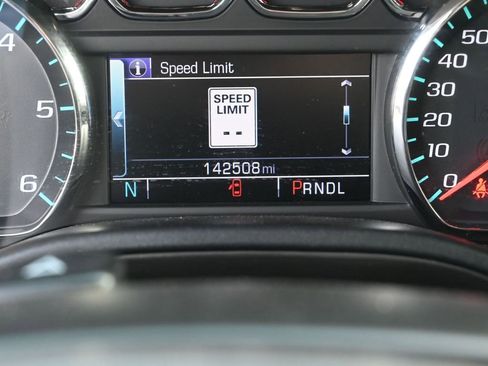 Speed Limit
SPEED
LIMIT
--
142508 mi
N
PRNDL
4
5
6
50
40
30
20
10
0